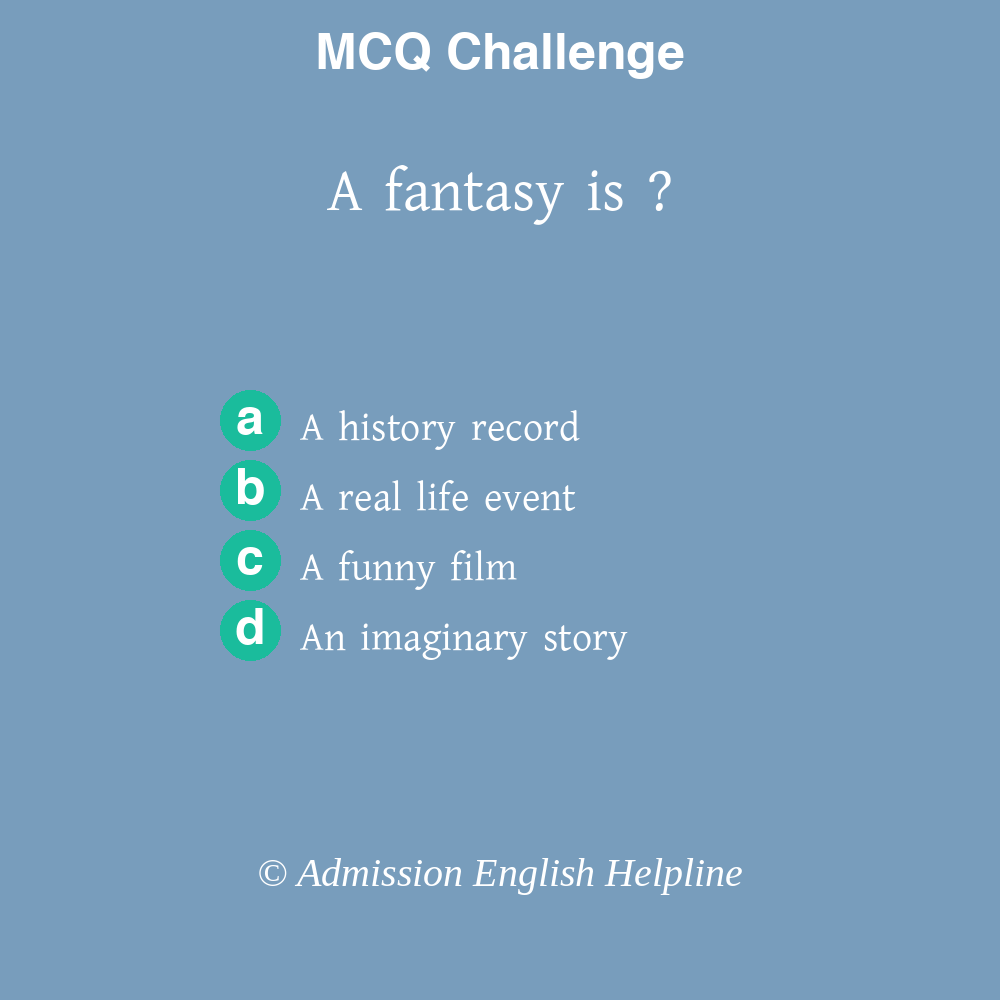 MCQ Challenge
A fantasy is ?
a A history record
b A real life event
c A funny film
d An imaginary story
© Admission English Helpline